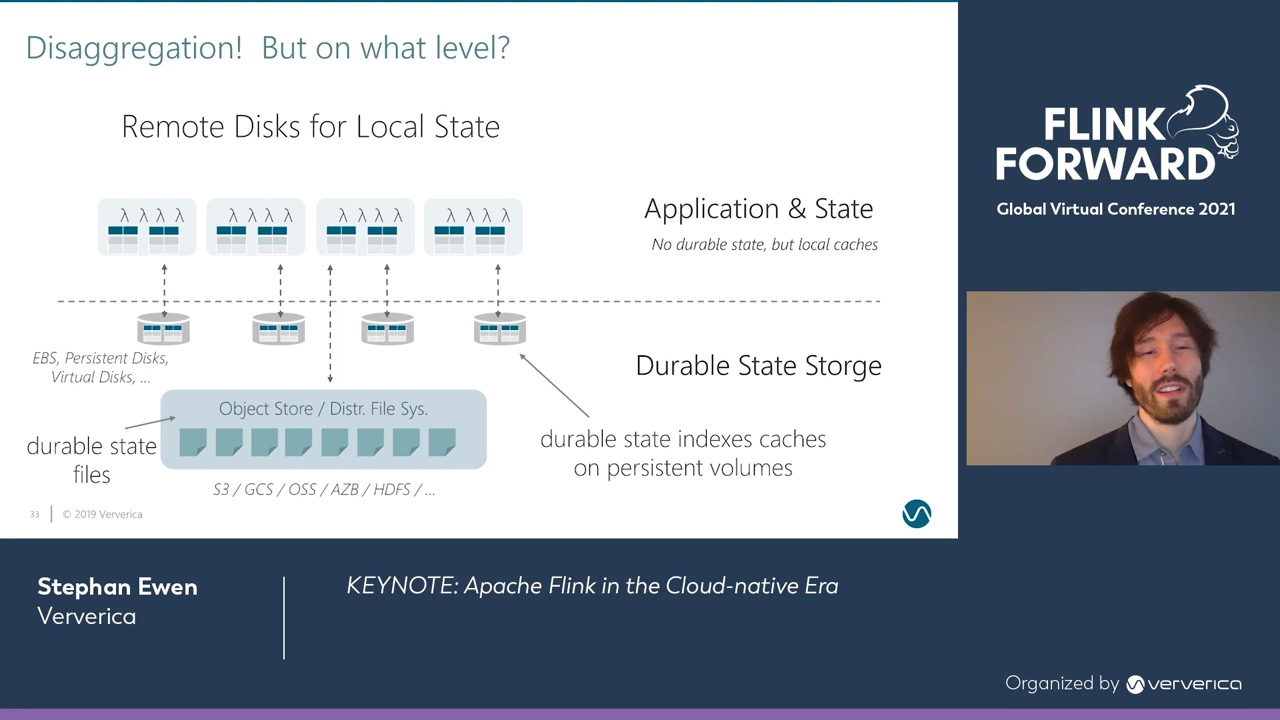 Disaggregation! But on what level?
Remote Disks for Local State
λ λ λ λ λ λ λ λ λ λ λ λ λ λ λ λ
Application & State
No durable state, but local caches
EBS, Persistent Disks,
Virtual Disks, ...
Durable State Storge
Object Store / Distr. File Sys.
durable state
files
durable state indexes caches
on persistent volumes
S3 / GCS / OSS / AZB / HDFS / ...
33 | © 2019 Ververica
FLINK
FORWARD
Global Virtual Conference 2021
Stephan Ewen
Ververica
KEYNOTE: Apache Flink in the Cloud-native Era
Organized by ververica